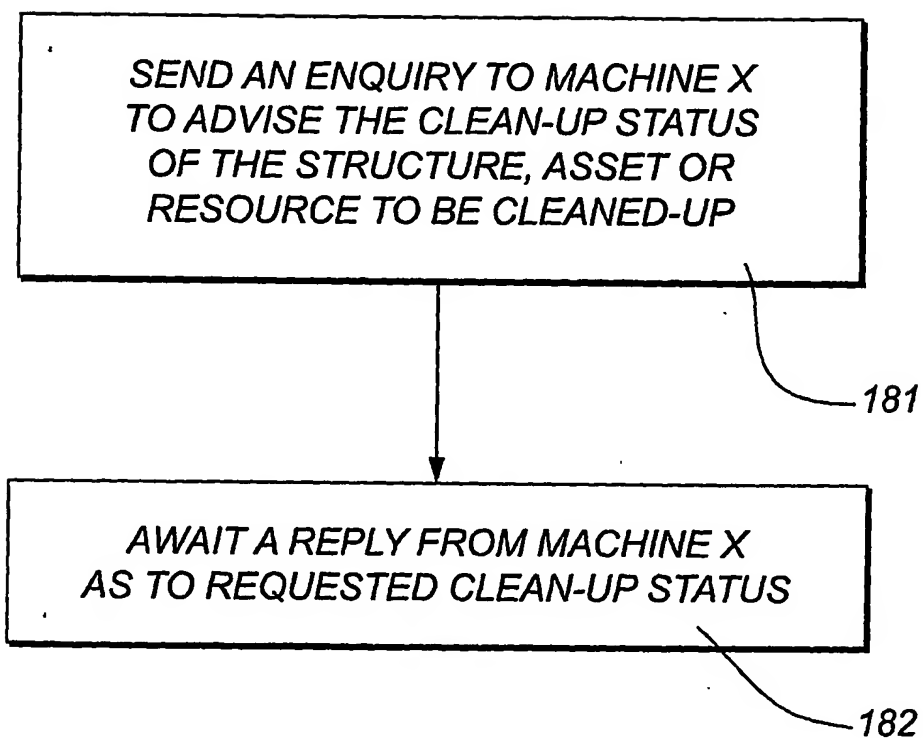 SEND AN ENQUIRY TO MACHINE X
TO ADVISE THE CLEAN-UP STATUS
OF THE STRUCTURE, ASSET OR
RESOURCE TO BE CLEANED-UP
181
AWAIT A REPLY FROM MACHINE X
AS TO REQUESTED CLEAN-UP STATUS
182